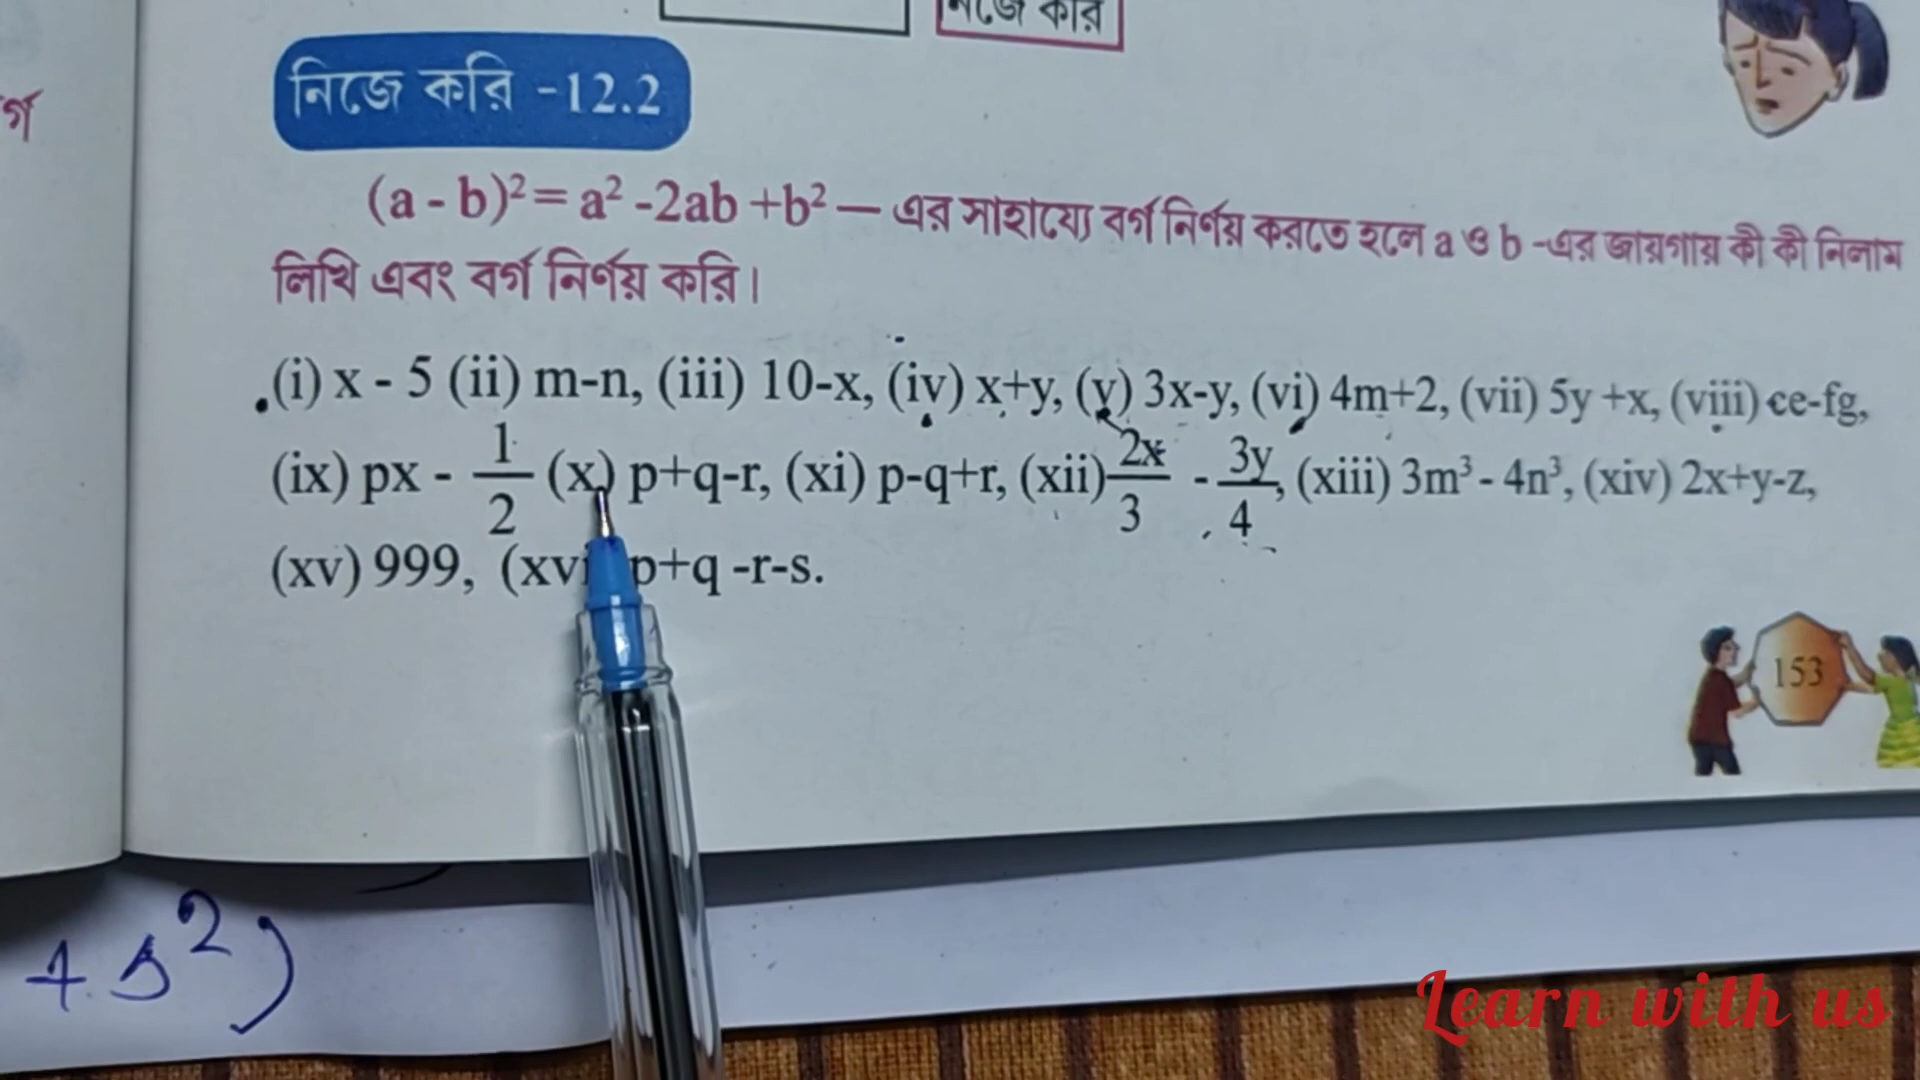 নিজে করি
নিজে করি -12.2
র্গ
(a - b)² = a² -2ab +b² — এর সাহায্যে বর্গ নির্ণয় করতে হলে a ও b -এর জায়গায় কী কী নিলাম
লিখি এবং বর্গ নির্ণয় করি।
(i) x - 5 (ii) m-n, (iii) 10-x, (iv) x+y, (v) 3x-y, (vi) 4m+2, (vii) 5y +x, (viii) ce-fg,
(ix) px - 1/2 (x) p+q-r, (xi) p-q+r, (xii) 2x/3 - 3y/4, (xiii) 3m³ - 4n³, (xiv) 2x+y-z,
(xv) 999, (xvi p+q -r-s.
153
Learn with us